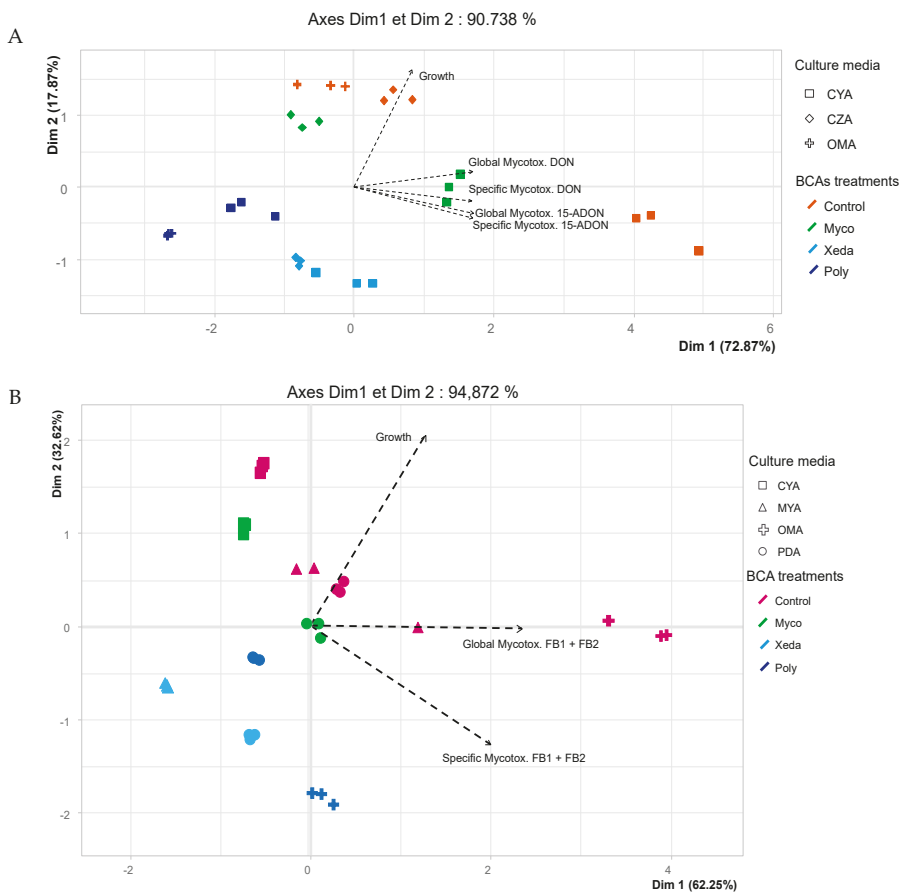 Axes Dim1 et Dim 2 : 90.738 %
A
Dim 2 (17.87%)
1
0
-1
-2
0
2
4
6
Dim 1 (72.87%)
Growth
Global Mycotox. DON
Specific Mycotox. DON
Global Mycotox. 15-ADON
Specific Mycotox. 15-ADON
Culture media
CYA
CZA
OMA
BCAs treatments
Control
Myco
Xeda
Poly
B
Axes Dim1 et Dim 2 : 94,872 %
Dim 2 (32.62%)
2
1
0
-1
-2
-2
0
2
4
Dim 1 (62.25%)
Growth
Global Mycotox. FB1 + FB2
Specific Mycotox. FB1 + FB2
Culture media
CYA
MYA
OMA
PDA
BCA treatments
Control
Myco
Xeda
Poly